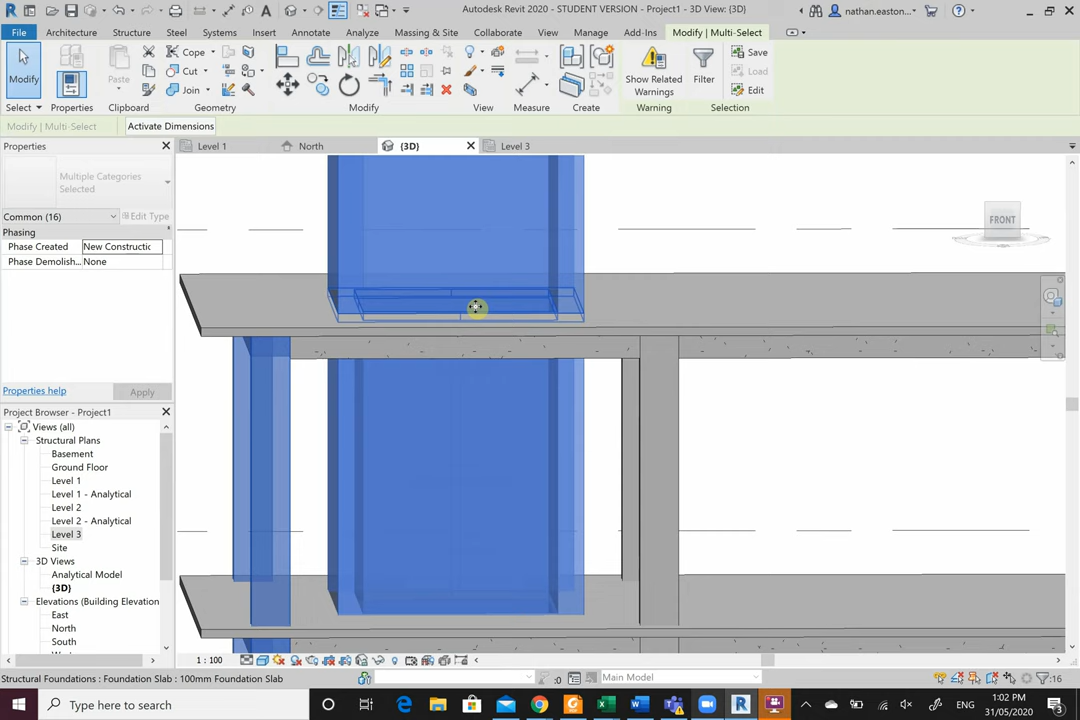 Autodesk Revit 2020 - STUDENT VERSION - Project1 - 3D View: {3D}
nathan.easton...
File Architecture Structure Steel Systems Insert Annotate Analyze Massing & Site Collaborate View Manage Add-Ins Modify | Multi-Select
Modify
Properties
Paste
Cope
Cut
Join
Show Related
Warnings
Filter
Save
Load
Edit
Select Properties Clipboard Geometry Modify View Measure Create Warning Selection
Modify | Multi-Select Activate Dimensions
Properties
Level 1 North {3D} Level 3
Multiple Categories
Selected
Common (16) Edit Type
Phasing
Phase Created New Constructic
Phase Demolish... None
FRONT
Properties help Apply
Project Browser - Project1
Views (all)
Structural Plans
Basement
Ground Floor
Level 1
Level 1 - Analytical
Level 2
Level 2 - Analytical
Level 3
Site
3D Views
Analytical Model
{3D}
Elevations (Building Elevation
East
North
South
1 : 100
Structural Foundations : Foundation Slab : 100mm Foundation Slab
:0
Main Model
:16
Type here to search
ENG
1:02 PM
31/05/2020
3